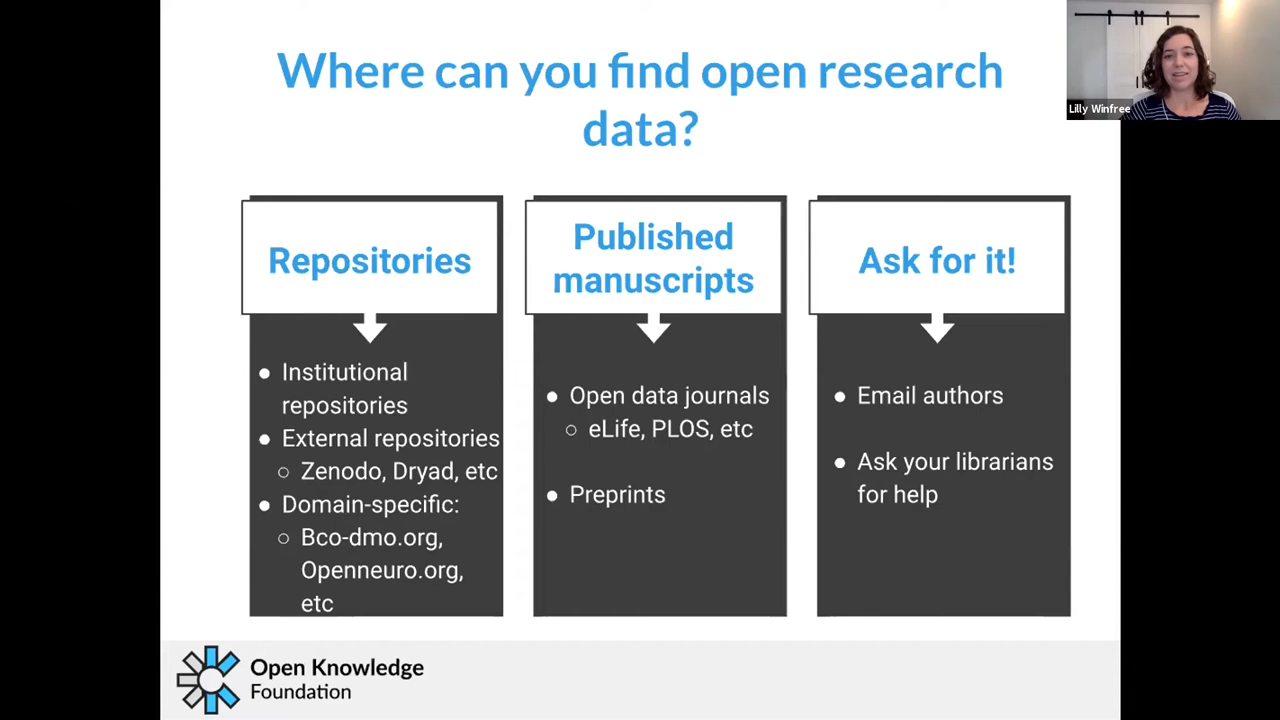 Where can you find open research
data?
Lilly Winfree
Repositories
● Institutional
repositories
● External repositories
○ Zenodo, Dryad, etc
● Domain-specific:
○ Bco-dmo.org,
Openneuro.org,
etc
Published
manuscripts
● Open data journals
○ eLife, PLOS, etc
● Preprints
Ask for it!
● Email authors
● Ask your librarians
for help
Open Knowledge
Foundation